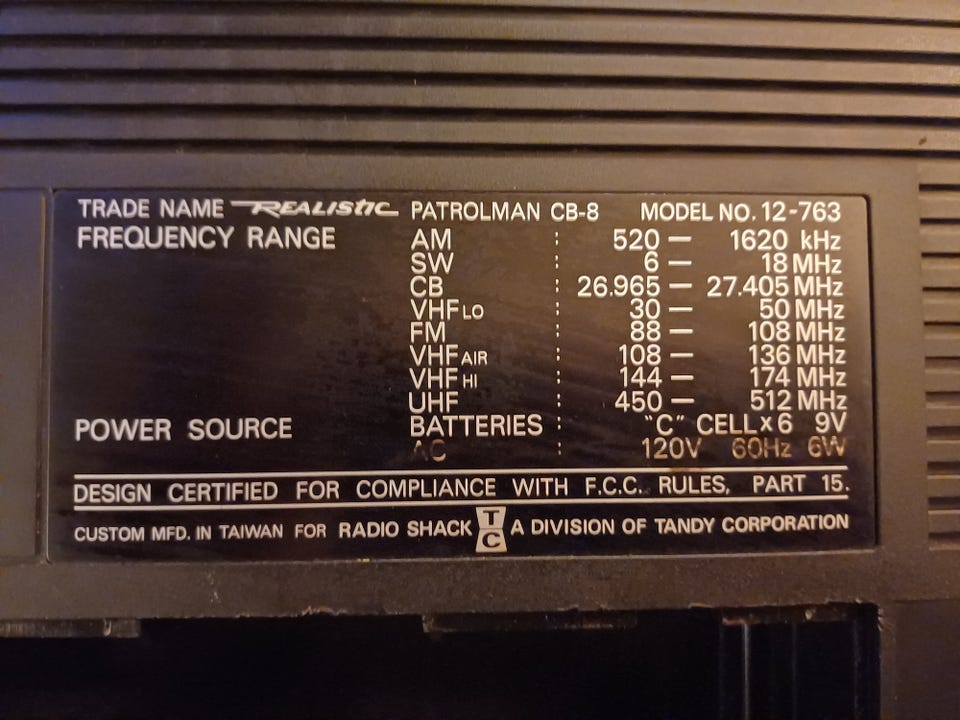 TRADE NAME REALISTIC PATROLMAN CB-8 MODEL NO. 12-763
FREQUENCY RANGE AM : 520 — 1620 kHz
SW : 6 — 18 MHz
CB : 26.965 — 27.405 MHz
VHF LO : 30 — 50 MHz
FM : 88 — 108 MHz
VHF AIR : 108 — 136 MHz
VHF HI : 144 — 174 MHz
UHF : 450 — 512 MHz
POWER SOURCE BATTERIES : "C" CELL x 6 9V
AC : 120V 60Hz 6W
DESIGN CERTIFIED FOR COMPLIANCE WITH F.C.C. RULES, PART 15.
CUSTOM MFD. IN TAIWAN FOR RADIO SHACK TC A DIVISION OF TANDY CORPORATION